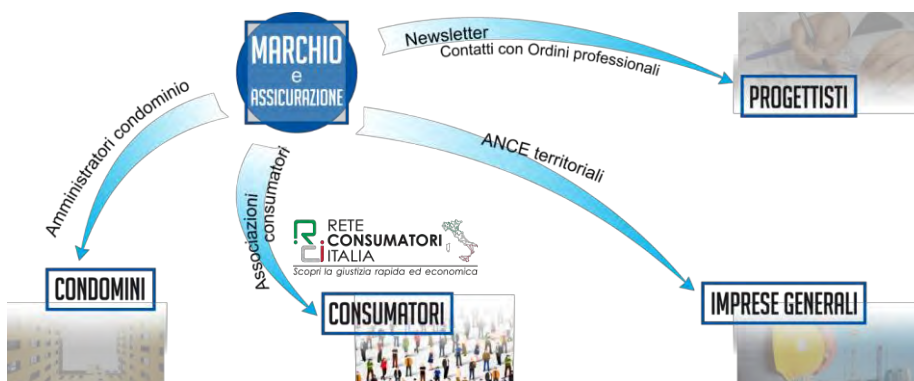 MARCHIO
e
ASSICURAZIONE
Newsletter
Contatti con Ordini professionali
PROGETTISTI
Amministratori condominio
Associazioni
consumatori
ANCE territoriali
RETE
CONSUMATORI
ITALIA
Scopri la giustizia rapida ed economica
CONDOMINI
CONSUMATORI
IMPRESE GENERALI